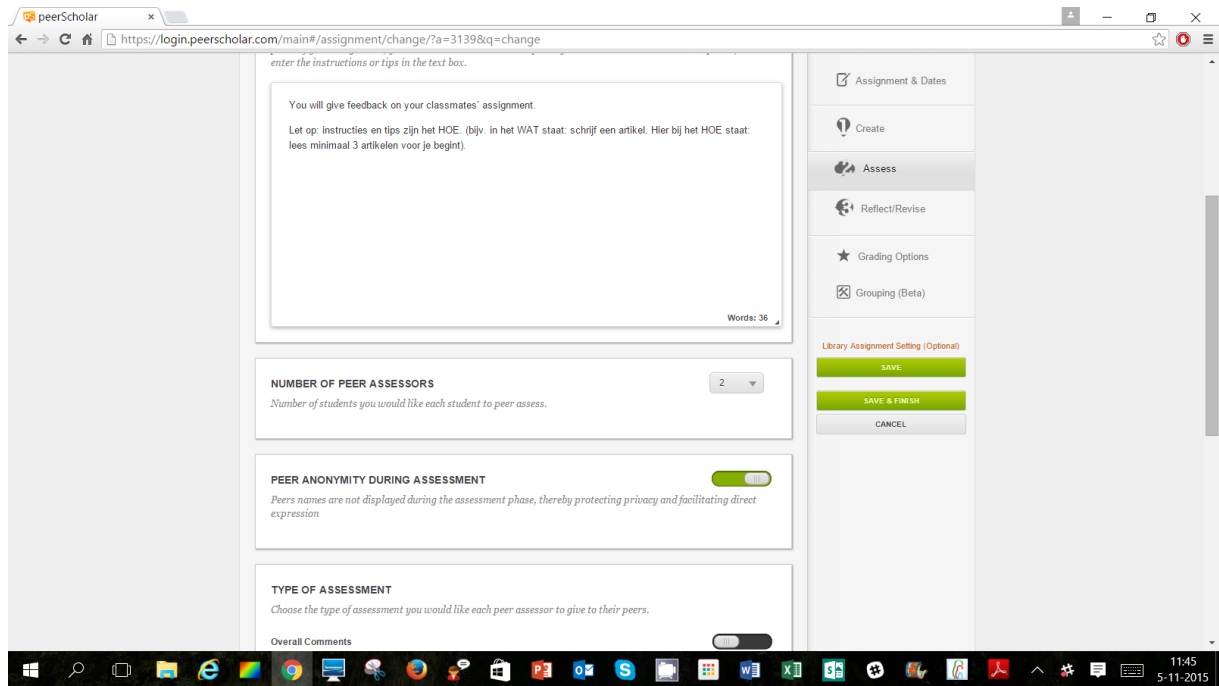 peerScholar
https://login.peerscholar.com/main#/assignment/change/?a=3139&q=change
enter the instructions or tips in the text box.
You will give feedback on your classmates' assignment.
Let op: instructies en tips zijn het HOE. (bijv. in het WAT staat: schrijf een artikel. Hier bij het HOE staat:
lees minimaal 3 artikelen voor je begint).
Words: 36
NUMBER OF PEER ASSESSORS
2
Number of students you would like each student to peer assess.
PEER ANONYMITY DURING ASSESSMENT
Peers names are not displayed during the assessment phase, thereby protecting privacy and facilitating direct
expression
TYPE OF ASSESSMENT
Choose the type of assessment you would like each peer assessor to give to their peers.
Overall Comments
Assignment & Dates
Create
Assess
Reflect/Revise
Grading Options
Grouping (Beta)
Library Assignment Setting (Optional)
SAVE
SAVE & FINISH
CANCEL
11:45
5-11-2015